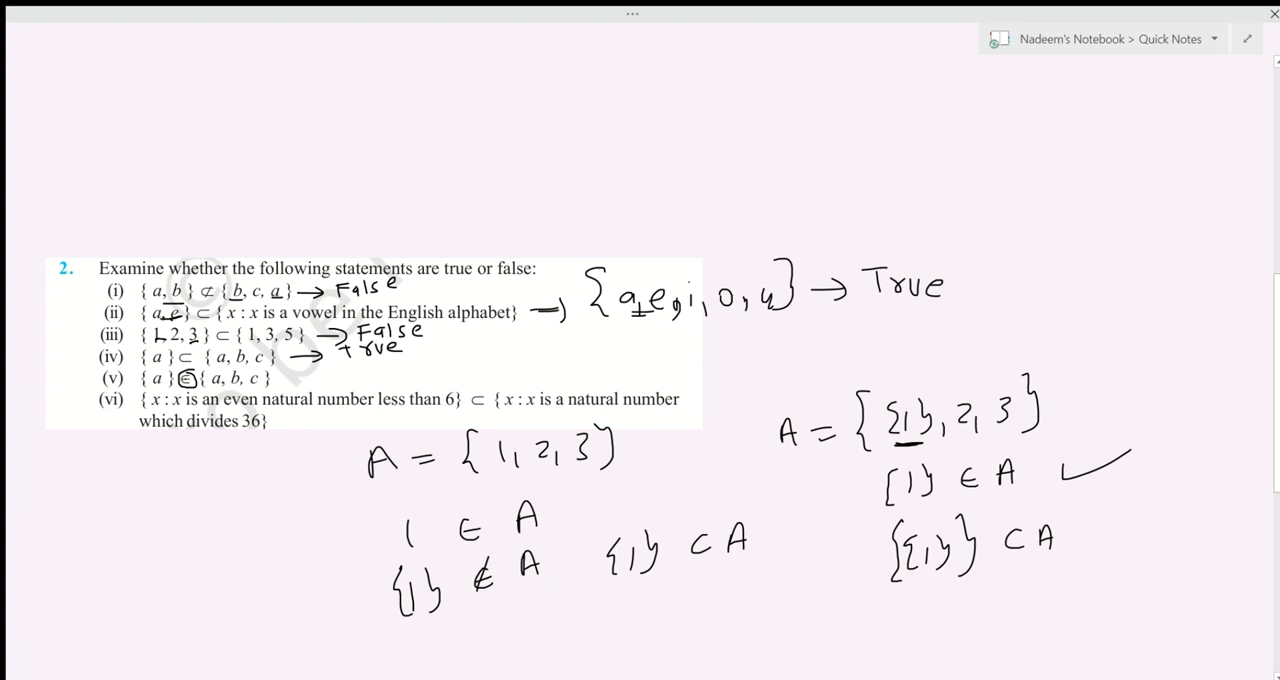 Nadeem's Notebook > Quick Notes
2. Examine whether the following statements are true or false:
(i) { a, b } ⊄ { b, c, a } → False
(ii) { a, e } ⊂ { x : x is a vowel in the English alphabet} → {a, e, i, o, u} → True
(iii) { 1, 2, 3 } ⊂ { 1, 3, 5 } → False
(iv) { a } ⊂ { a, b, c } → True
(v) { a } ∈ { a, b, c }
(vi) { x : x is an even natural number less than 6} ⊂ { x : x is a natural number
which divides 36}
A = { 1, 2, 3 }
1 ∈ A
{1} ∉ A {1} ⊂ A
A = { {1}, 2, 3 }
{1} ∈ A ✓
{{1}} ⊂ A